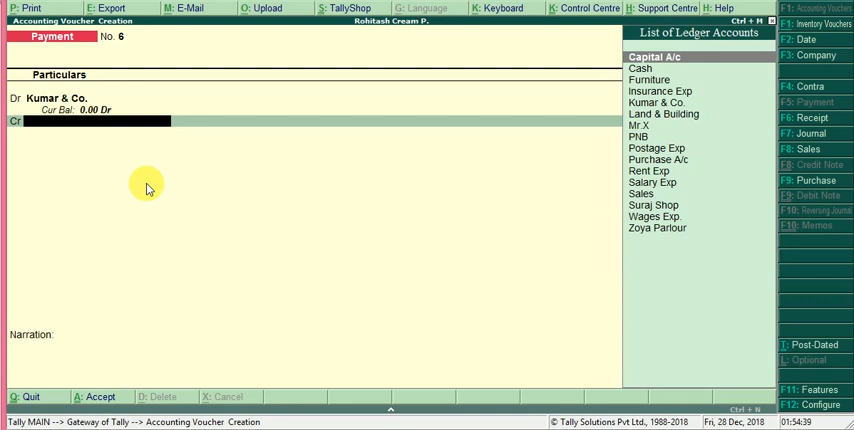 P: Print E: Export M: E-Mail O: Upload S: TallyShop G: Language K: Keyboard K: Control Centre H: Support Centre H: Help
F1: Accounting Vouchers
Accounting Voucher Creation Rohitash Cream P. Ctrl + M
F1: Inventory Vouchers
Payment No. 6
List of Ledger Accounts
F2: Date
F3: Company
Particulars
Capital A/c
Cash
Furniture
F4: Contra
Insurance Exp
Dr Kumar & Co.
Kumar & Co.
F5: Payment
Cur Bal: 0.00 Dr
Land & Building
F6: Receipt
Cr
Mr.X
F7: Journal
PNB
Postage Exp
F8: Sales
Purchase A/c
F8: Credit Note
Rent Exp
Salary Exp
F9: Purchase
Sales
F9: Debit Note
Suraj Shop
F10: Reversing Journal
Wages Exp.
F10: Memos
Zoya Parlour
Narration:
T: Post-Dated
L: Optional
F11: Features
Q: Quit A: Accept D: Delete X: Cancel
F12: Configure
Ctrl + N
Tally MAIN --> Gateway of Tally --> Accounting Voucher Creation © Tally Solutions Pvt Ltd., 1988-2018 Fri, 28 Dec, 2018 01:54:39